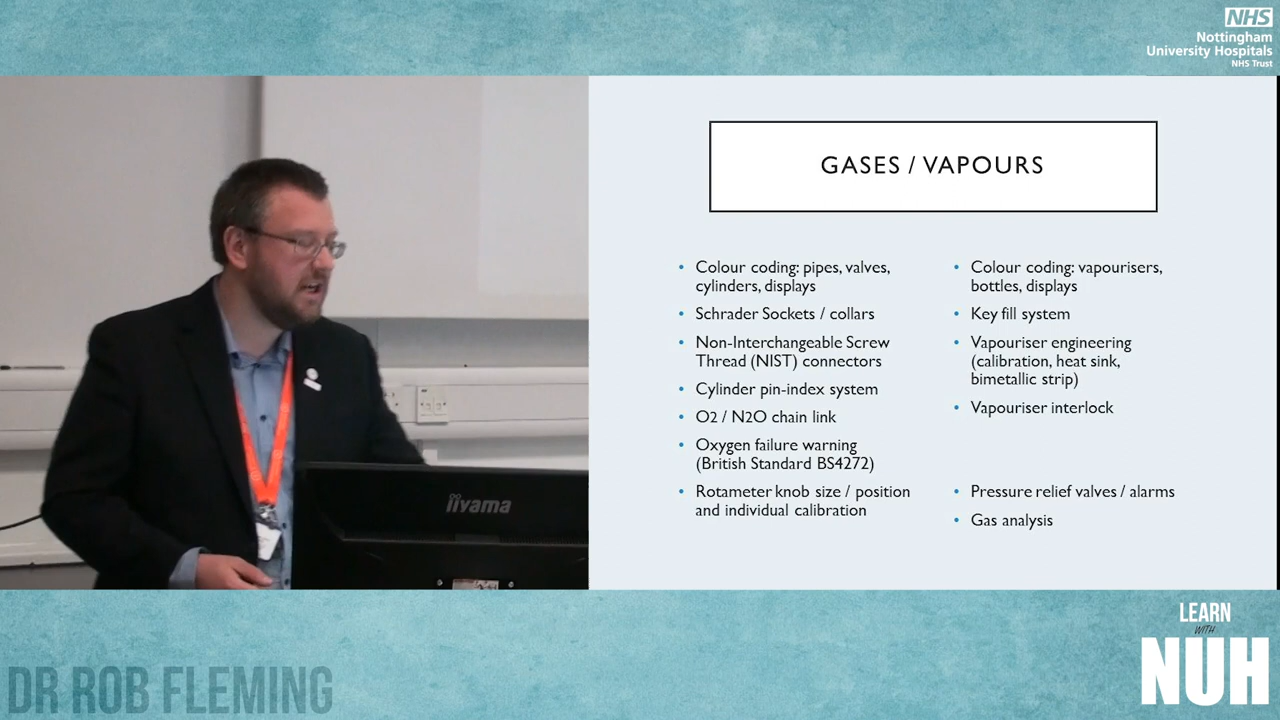 NHS
Nottingham
University Hospitals
NHS Trust
GASES / VAPOURS
Colour coding: pipes, valves,
cylinders, displays
Schrader Sockets / collars
Non-Interchangeable Screw
Thread (NIST) connectors
Cylinder pin-index system
O2 / N2O chain link
Oxygen failure warning
(British Standard BS4272)
Rotameter knob size / position
and individual calibration
Colour coding: vapourisers,
bottles, displays
Key fill system
Vapouriser engineering
(calibration, heat sink,
bimetallic strip)
Vapouriser interlock
Pressure relief valves / alarms
Gas analysis
iiyama
DR ROB FLEMING
LEARN
WITH
NUH